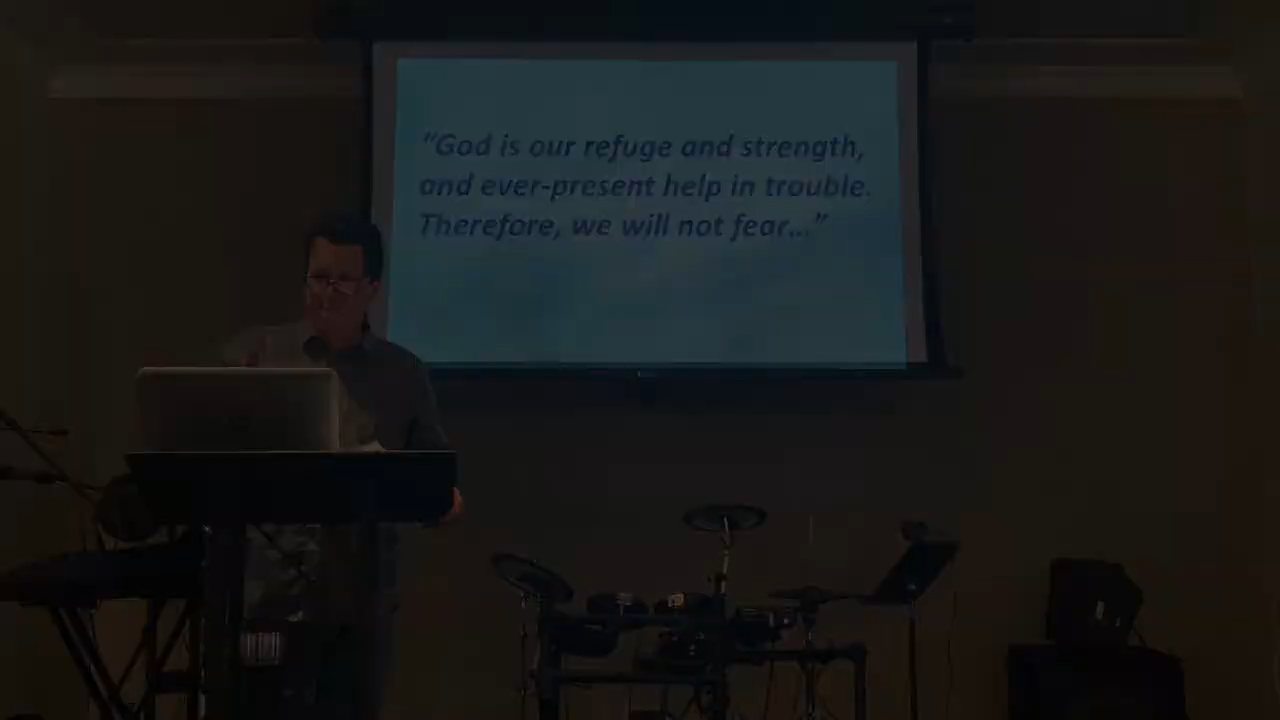 "God is our refuge and strength,
and ever-present help in trouble.
Therefore, we will not fear..."